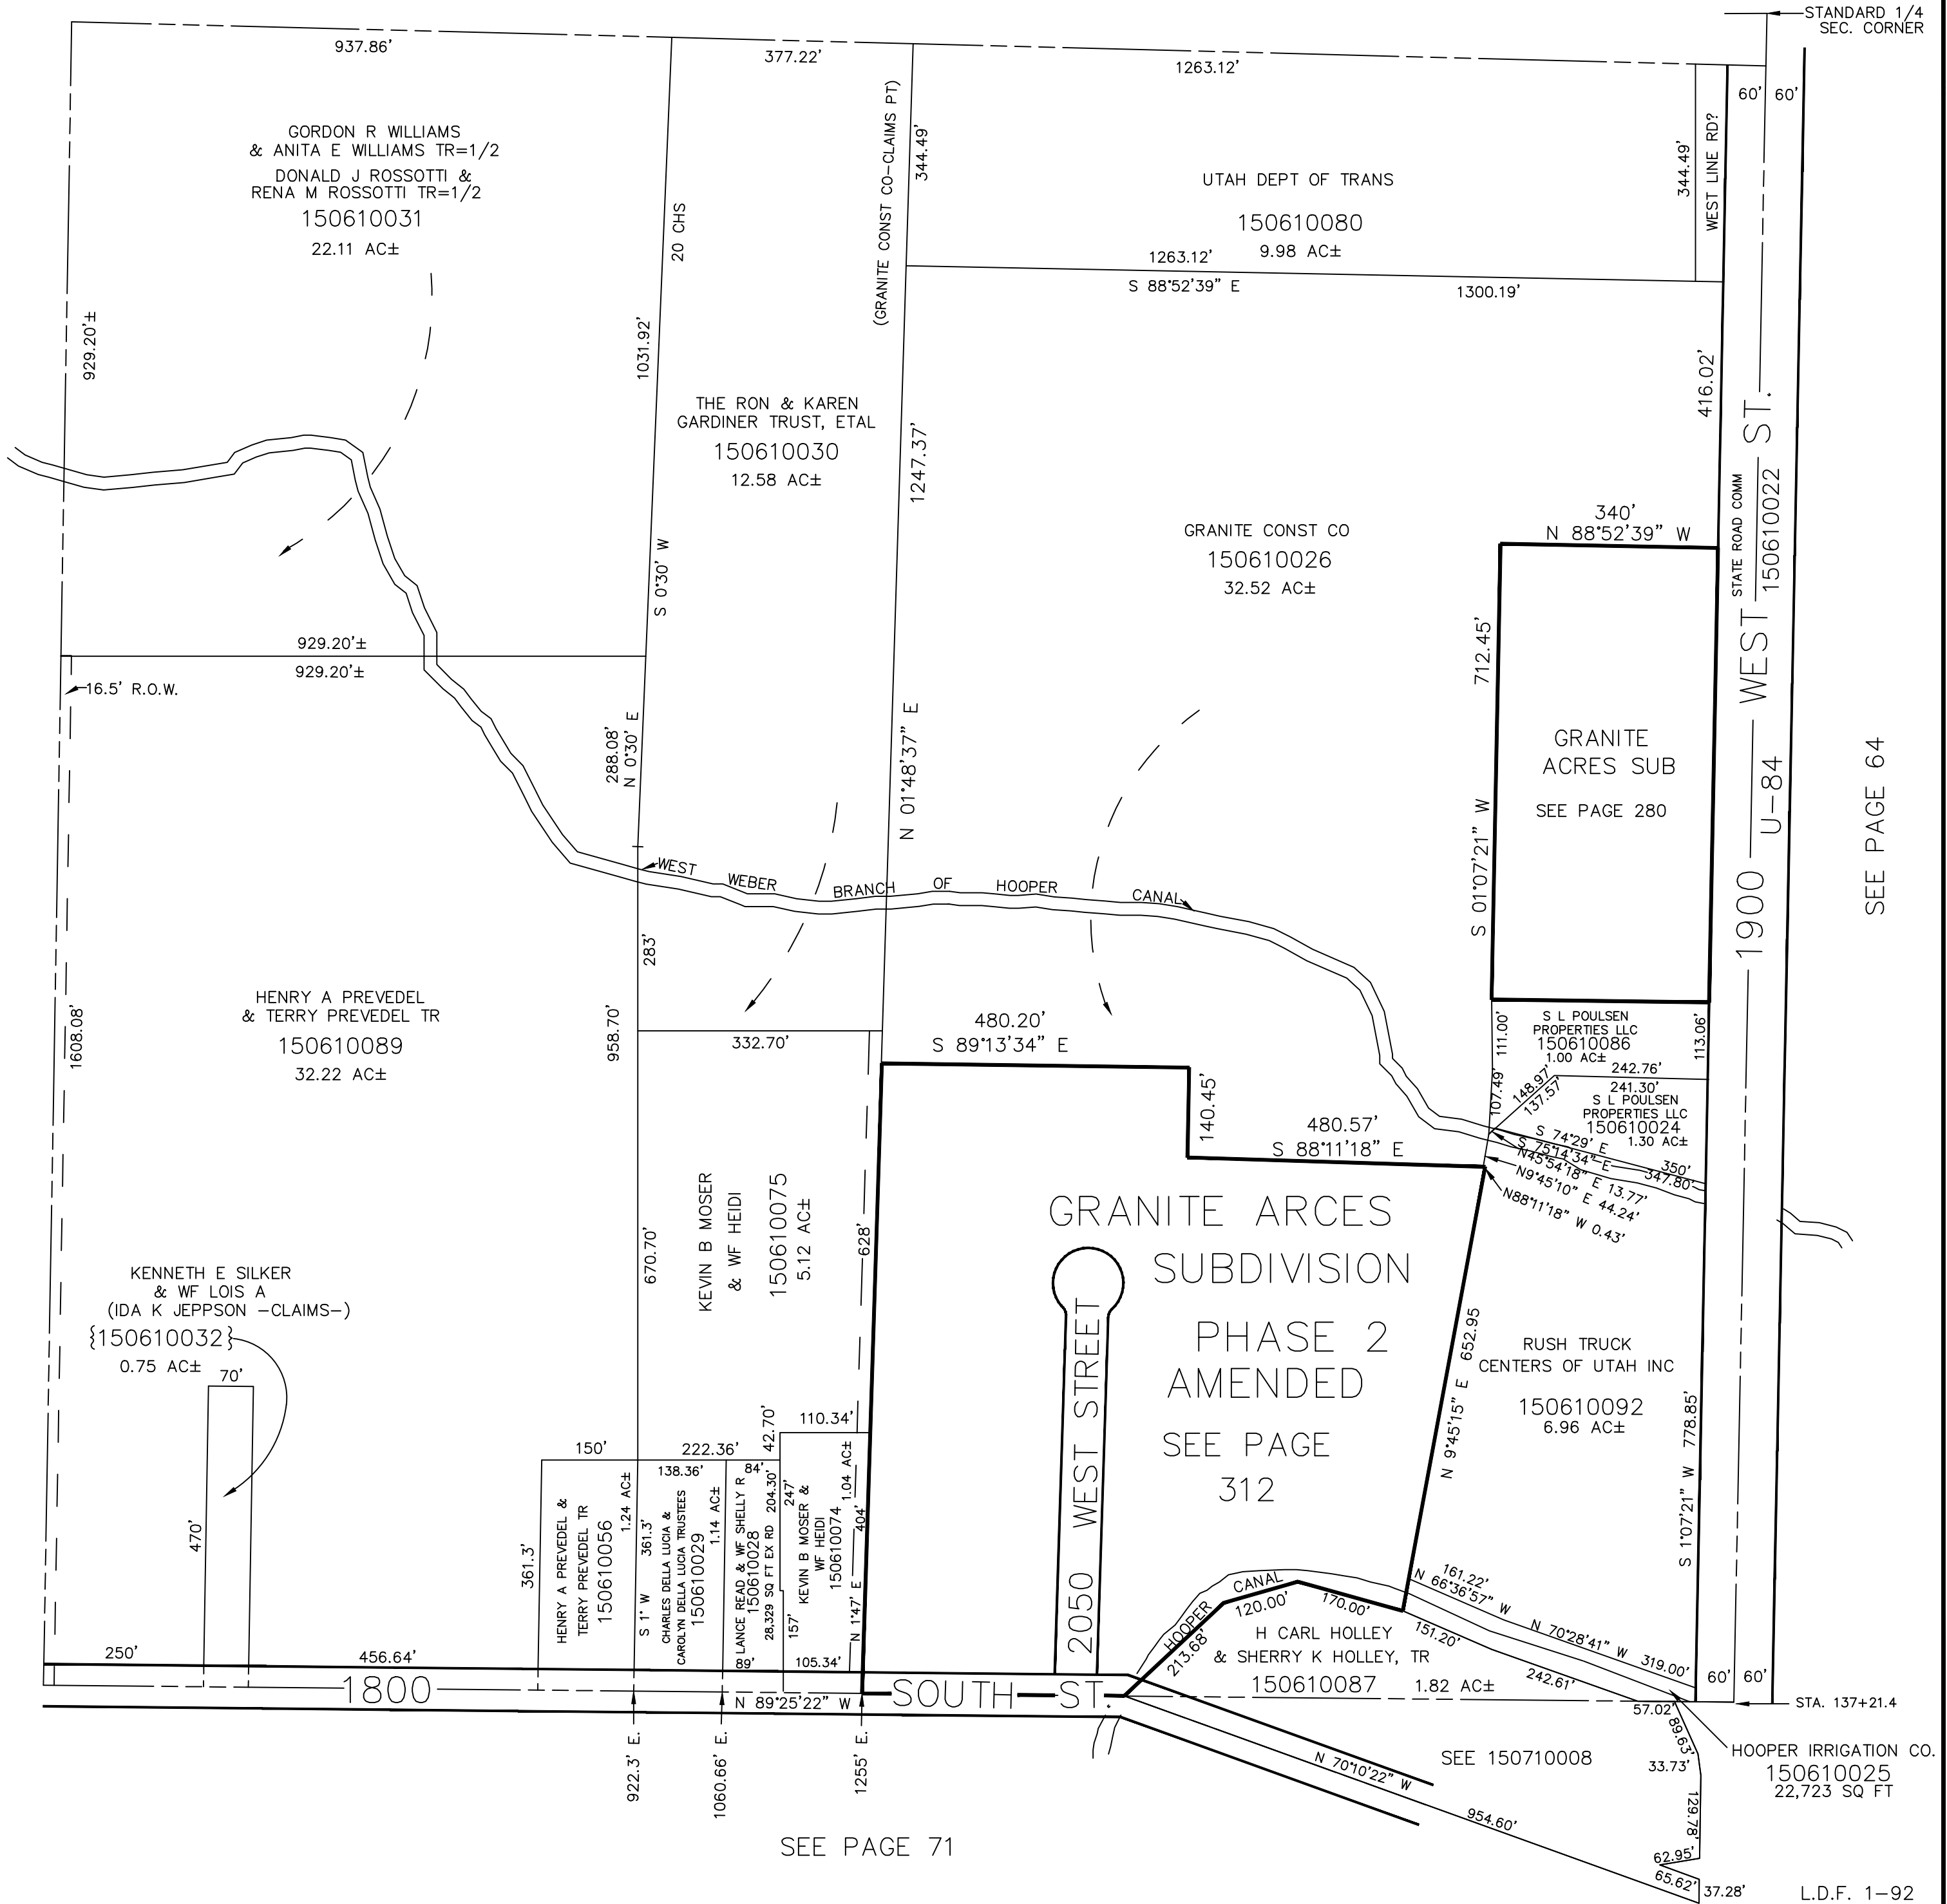 STANDARD 1/4
SEC. CORNER
937.86'
377.22'
1263.12'
60'
60'
GORDON R WILLIAMS
& ANITA E WILLIAMS TR=1/2
DONALD J ROSSOTTI &
RENA M ROSSOTTI TR=1/2
150610031
22.11 AC±
929.20'±
20 CHS
1031.92'
S 0°30' W
(GRANITE CONST CO-CLAIMS PT)
344.49'
UTAH DEPT OF TRANS
150610080
9.98 AC±
344.49'
WEST LINE RD?
1263.12'
S 88°52'39" E
1300.19'
416.02'
THE RON & KAREN
GARDINER TRUST, ETAL
150610030
12.58 AC±
1247.37'
N 01°48'37" E
GRANITE CONST CO
150610026
32.52 AC±
340'
N 88°52'39" W
712.45'
S 01°07'21" W
GRANITE
ACRES SUB
SEE PAGE 280
STATE ROAD COMM
150610022
1900 WEST ST.
U-84
SEE PAGE 64
929.20'±
929.20'±
16.5' R.O.W.
288.08'
N 0°30' E
WEST WEBER BRANCH OF HOOPER CANAL
283'
HENRY A PREVEDEL
& TERRY PREVEDEL TR
150610089
32.22 AC±
1608.08'
958.70'
332.70'
480.20'
S 89°13'34" E
140.45'
480.57'
S 88°11'18" E
111.00'
S L POULSEN
PROPERTIES LLC
150610086
1.00 AC±
113.06'
242.76'
107.49'
148.97'
137.57'
241.30'
S L POULSEN
PROPERTIES LLC
150610024
1.30 AC±
S 74°29' E
350'
S 75°14'34" E
347.80'
N45°54'18" E 13.77'
N9°45'10" E 44.24'
N88°11'18" W 0.43'
KEVIN B MOSER
& WF HEIDI
150610075
5.12 AC±
670.70'
628'
GRANITE ARCES
SUBDIVISION
PHASE 2
AMENDED
SEE PAGE
312
2050 WEST STREET
N 9°45'15" E 652.95
RUSH TRUCK
CENTERS OF UTAH INC
150610092
6.96 AC±
S 1°07'21" W 778.85'
KENNETH E SILKER
& WF LOIS A
(IDA K JEPPSON -CLAIMS-)
{150610032}
0.75 AC±
70'
470'
150'
222.36'
42.70'
110.34'
361.3'
HENRY A PREVEDEL &
TERRY PREVEDEL TR
150610056
1.24 AC±
S 1° W 361.3'
138.36'
CHARLES DELLA LUCIA &
CAROLYN DELLA LUCIA TRUSTEES
150610029
1.14 AC±
84'
LANCE READ & WF SHELLY R
150610028
28,329 SQ FT EX RD
204.30'
89'
247'
157'
KEVIN B MOSER &
WF HEIDI
150610074
1.04 AC±
404'
N 1°47' E
105.34'
250'
456.64'
1800 SOUTH ST.
N 89°25'22" W
922.3' E.
1060.66' E.
1255' E.
HOOPER CANAL
213.68'
120.00'
170.00'
H CARL HOLLEY
& SHERRY K HOLLEY, TR
150610087 1.82 AC±
161.22'
N 66°36'57" W
151.20'
N 70°28'41" W
319.00'
242.61'
60'
60'
STA. 137+21.4
57.02'
89.63'
33.73'
129.78'
62.95'
65.62'
37.28'
SEE 150710008
N 70°10'22" W
954.60'
HOOPER IRRIGATION CO.
150610025
22,723 SQ FT
SEE PAGE 71
L.D.F. 1-92